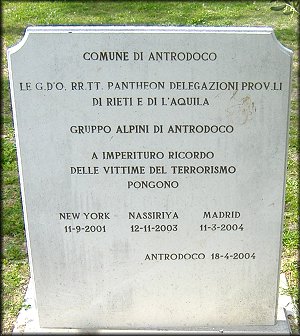 COMUNE DI ANTRODOCO
LE G.D'O. RR.TT. PANTHEON DELEGAZIONI PROV.LI
DI RIETI E DI L'AQUILA
GRUPPO ALPINI DI ANTRODOCO
A IMPERITURO RICORDO
DELLE VITTIME DEL TERRORISMO
PONGONO
NEW YORK NASSIRIYA MADRID
11-9-2001 12-11-2003 11-3-2004
ANTRODOCO 18-4-2004